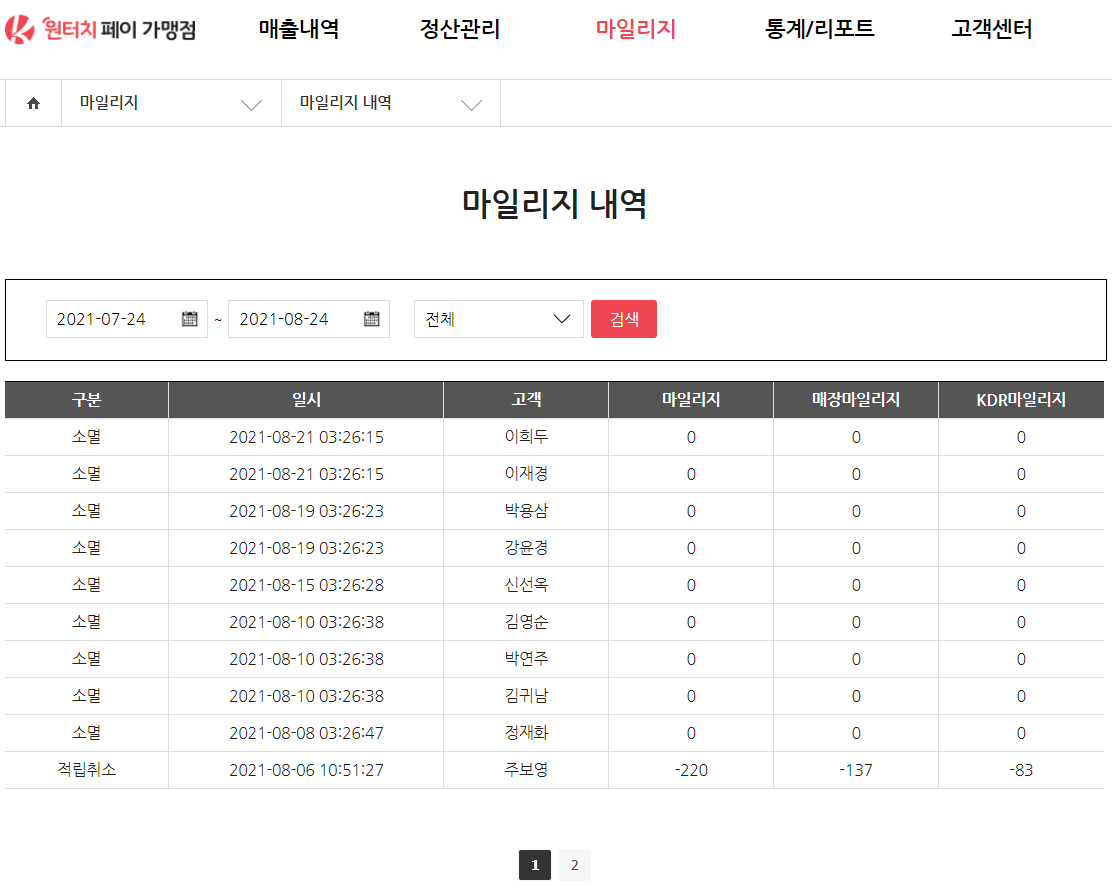 원터치 페이 가맹점 매출내역 정산관리 마일리지 통계/리포트 고객센터
마일리지 마일리지 내역
마일리지 내역
2021-07-24 ~ 2021-08-24 전체 검색
구분 일시 고객 마일리지 매장마일리지 KDR마일리지
소멸 2021-08-21 03:26:15 이희두 0 0 0
소멸 2021-08-21 03:26:15 이재경 0 0 0
소멸 2021-08-19 03:26:23 박용삼 0 0 0
소멸 2021-08-19 03:26:23 강윤경 0 0 0
소멸 2021-08-15 03:26:28 신선옥 0 0 0
소멸 2021-08-10 03:26:38 김영순 0 0 0
소멸 2021-08-10 03:26:38 박연주 0 0 0
소멸 2021-08-10 03:26:38 김귀남 0 0 0
소멸 2021-08-08 03:26:47 정재화 0 0 0
적립취소 2021-08-06 10:51:27 주보영 -220 -137 -83
1 2